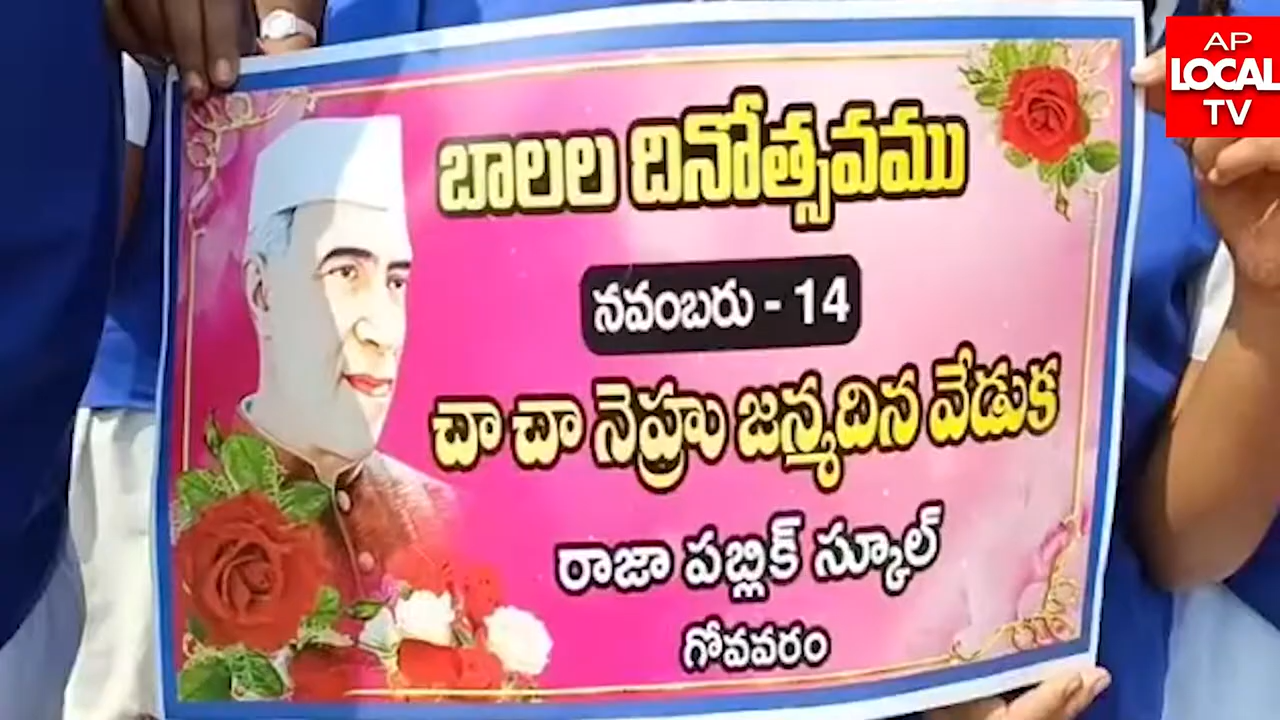 AP
LOCAL
TV
బాలల దినోత్సవము
నవంబరు - 14
చా చా నెహ్రు జన్మదిన వేడుక
రాజా పబ్లిక్ స్కూల్
గోవవరం